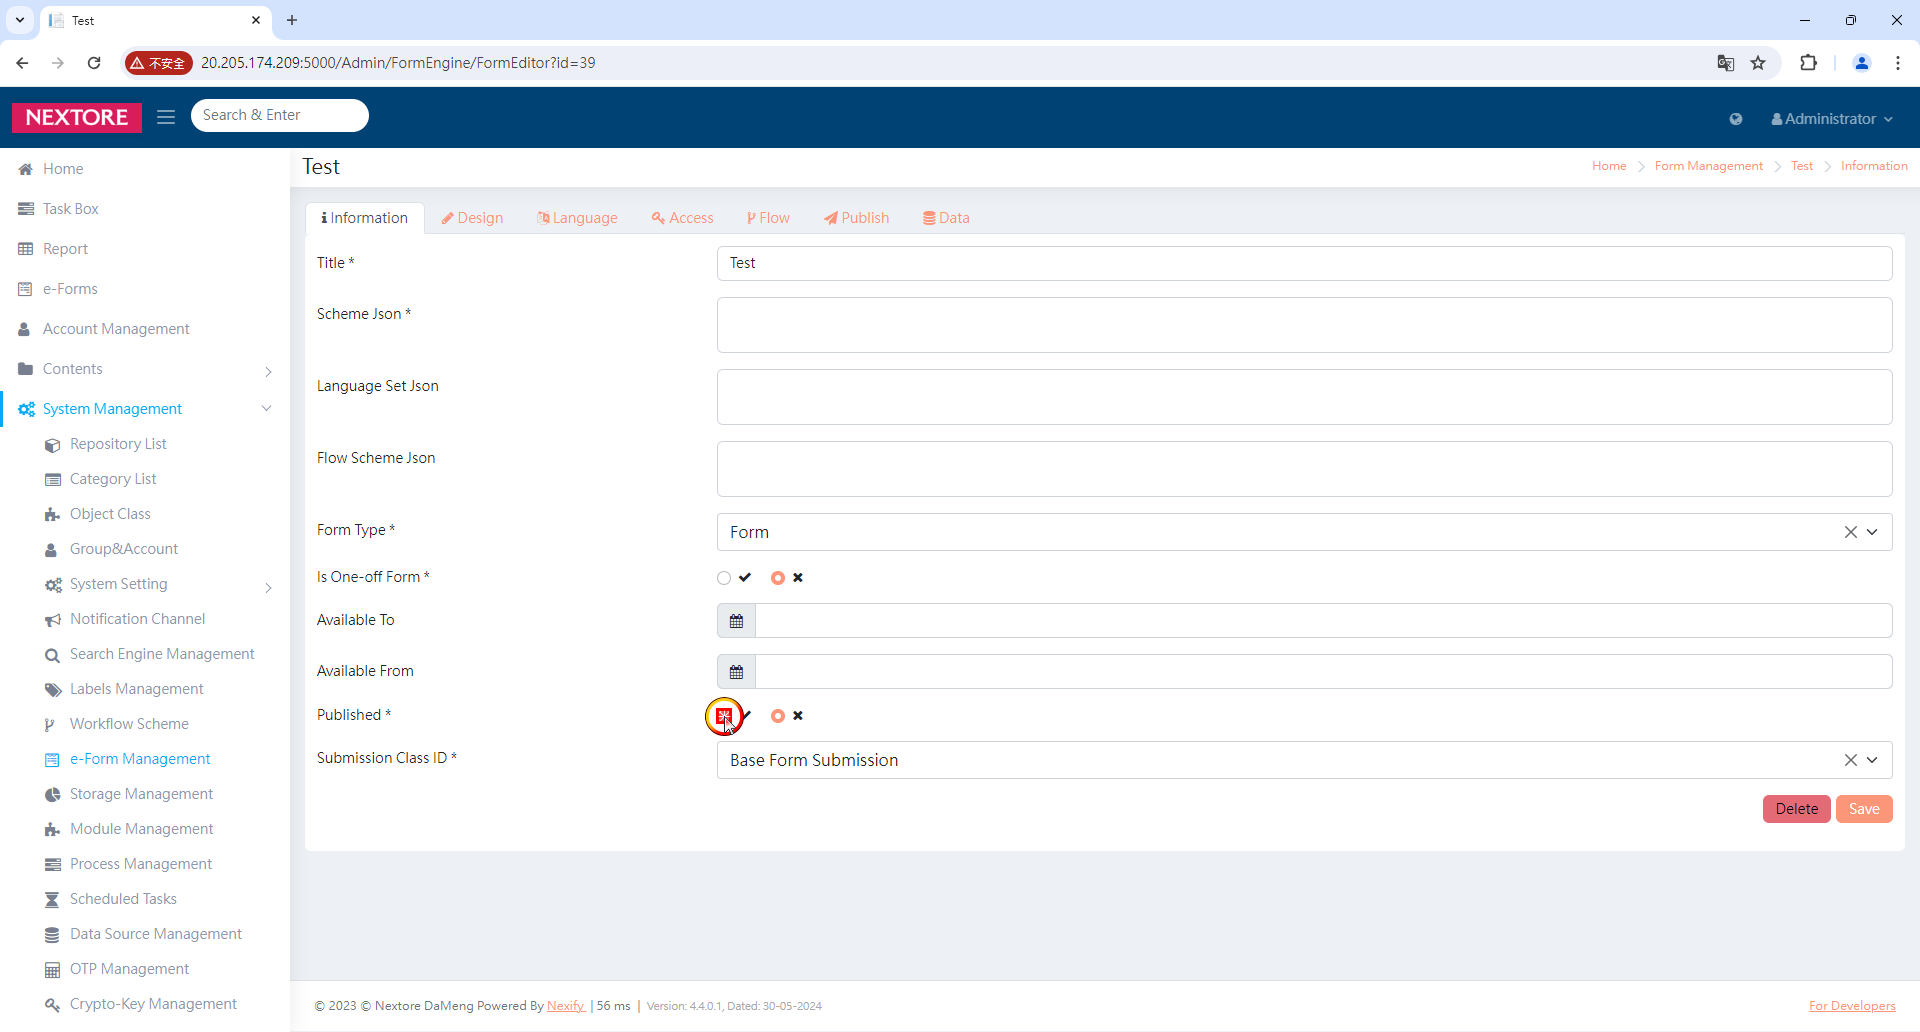 Test
不安全
20.205.174.209:5000/Admin/FormEngine/FormEditor?id=39
NEXTORE
Search & Enter
Administrator
Home
Task Box
Report
e-Forms
Account Management
Contents
System Management
Repository List
Category List
Object Class
Group&Account
System Setting
Notification Channel
Search Engine Management
Labels Management
Workflow Scheme
e-Form Management
Storage Management
Module Management
Process Management
Scheduled Tasks
Data Source Management
OTP Management
Crypto-Key Management
Test
Home
Form Management
Test
Information
Information
Design
Language
Access
Flow
Publish
Data
Title *
Test
Scheme Json *
Language Set Json
Flow Scheme Json
Form Type *
Form
Is One-off Form *
Available To
Available From
Published *
Submission Class ID *
Base Form Submission
Delete
Save
© 2023 © Nextore DaMeng Powered By Nexify | 56 ms | Version: 4.4.0.1, Dated: 30-05-2024
For Developers